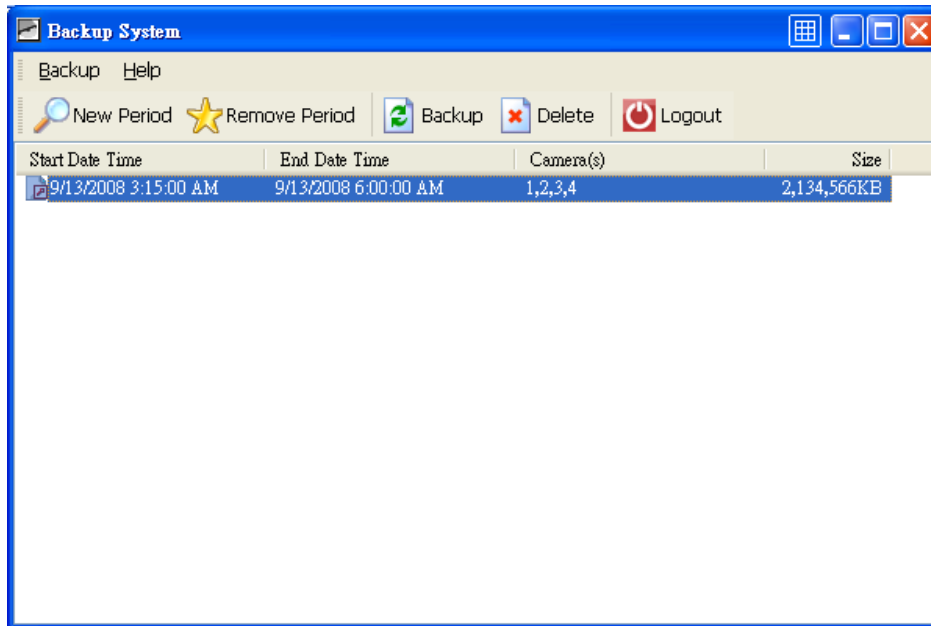 Backup System
Backup Help
New Period Remove Period Backup Delete Logout
Start Date Time End Date Time Camera(s) Size
9/13/2008 3:15:00 AM 9/13/2008 6:00:00 AM 1,2,3,4 2,134,566KB